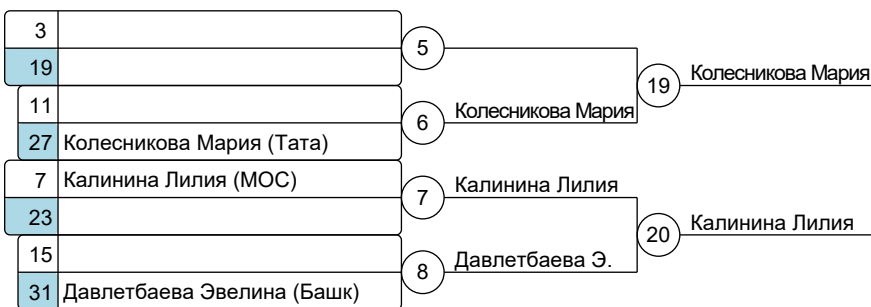 3
19
5
11
27 Колесникова Мария (Тата)
6
Колесникова Мария
19
Колесникова Мария
7 Калинина Лилия (МОС)
23
7
Калинина Лилия
15
31 Давлетбаева Эвелина (Башк)
8
Давлетбаева Э.
20
Калинина Лилия